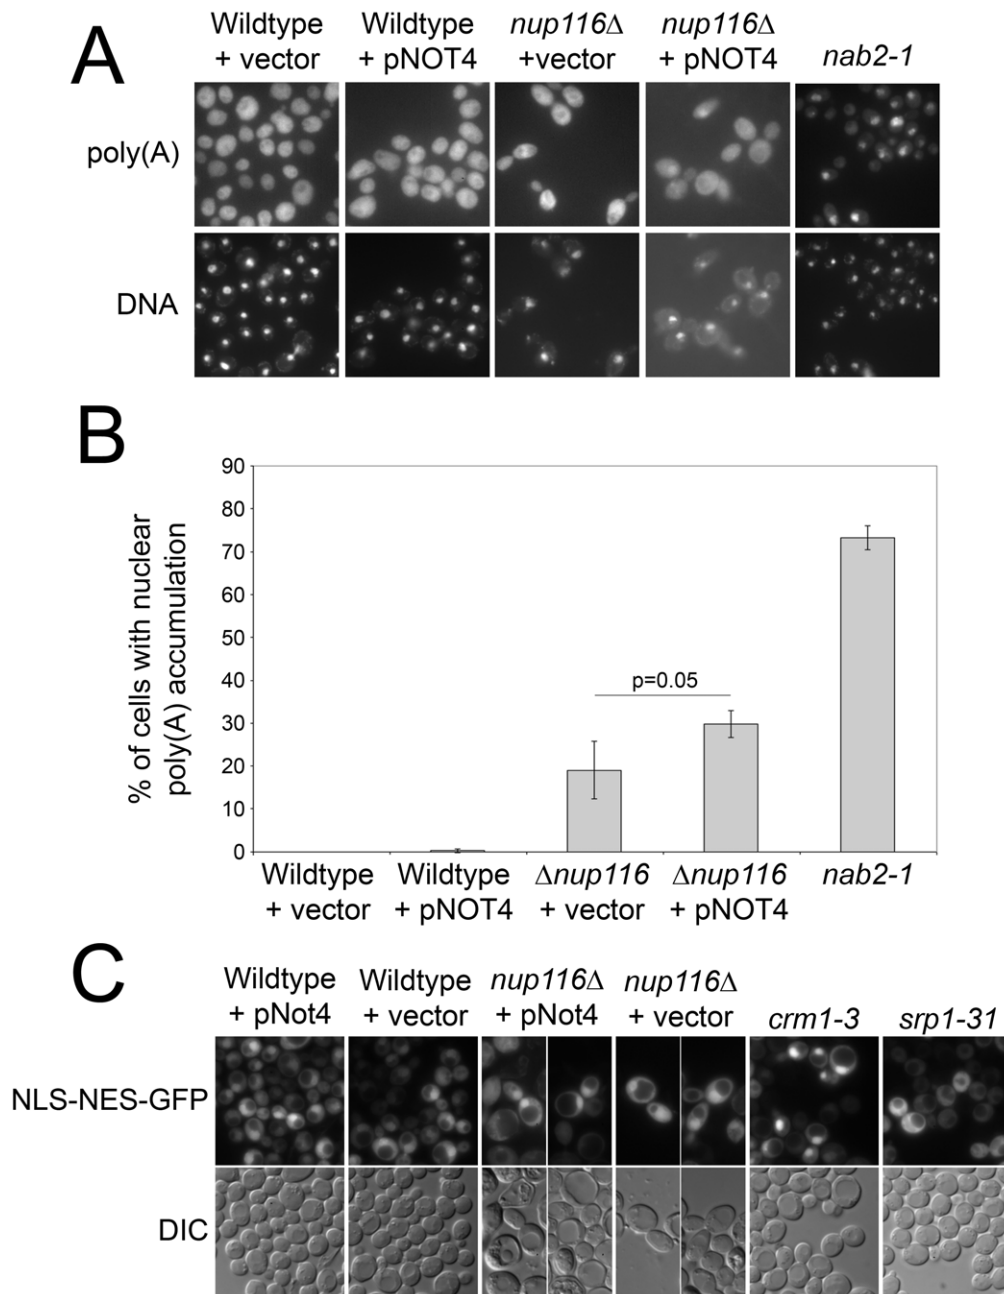 A
Wildtype + vector
Wildtype + pNOT4
nup116Δ +vector
nup116Δ + pNOT4
nab2-1
poly(A)
DNA
B
% of cells with nuclear poly(A) accumulation
90
80
70
60
50
40
30
20
10
0
p=0.05
Wildtype + vector
Wildtype + pNOT4
Δnup116 + vector
Δnup116 + pNOT4
nab2-1
C
Wildtype + pNot4
Wildtype + vector
nup116Δ + pNot4
nup116Δ + vector
crm1-3
srp1-31
NLS-NES-GFP
DIC